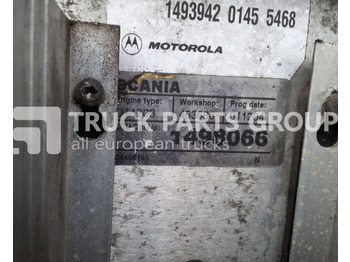 1493942 0145 5468
MOTOROLA
SCANIA
Engine type: Workshop: Prog date:
1498066
N
TRUCK PARTS GROUP
all european trucks